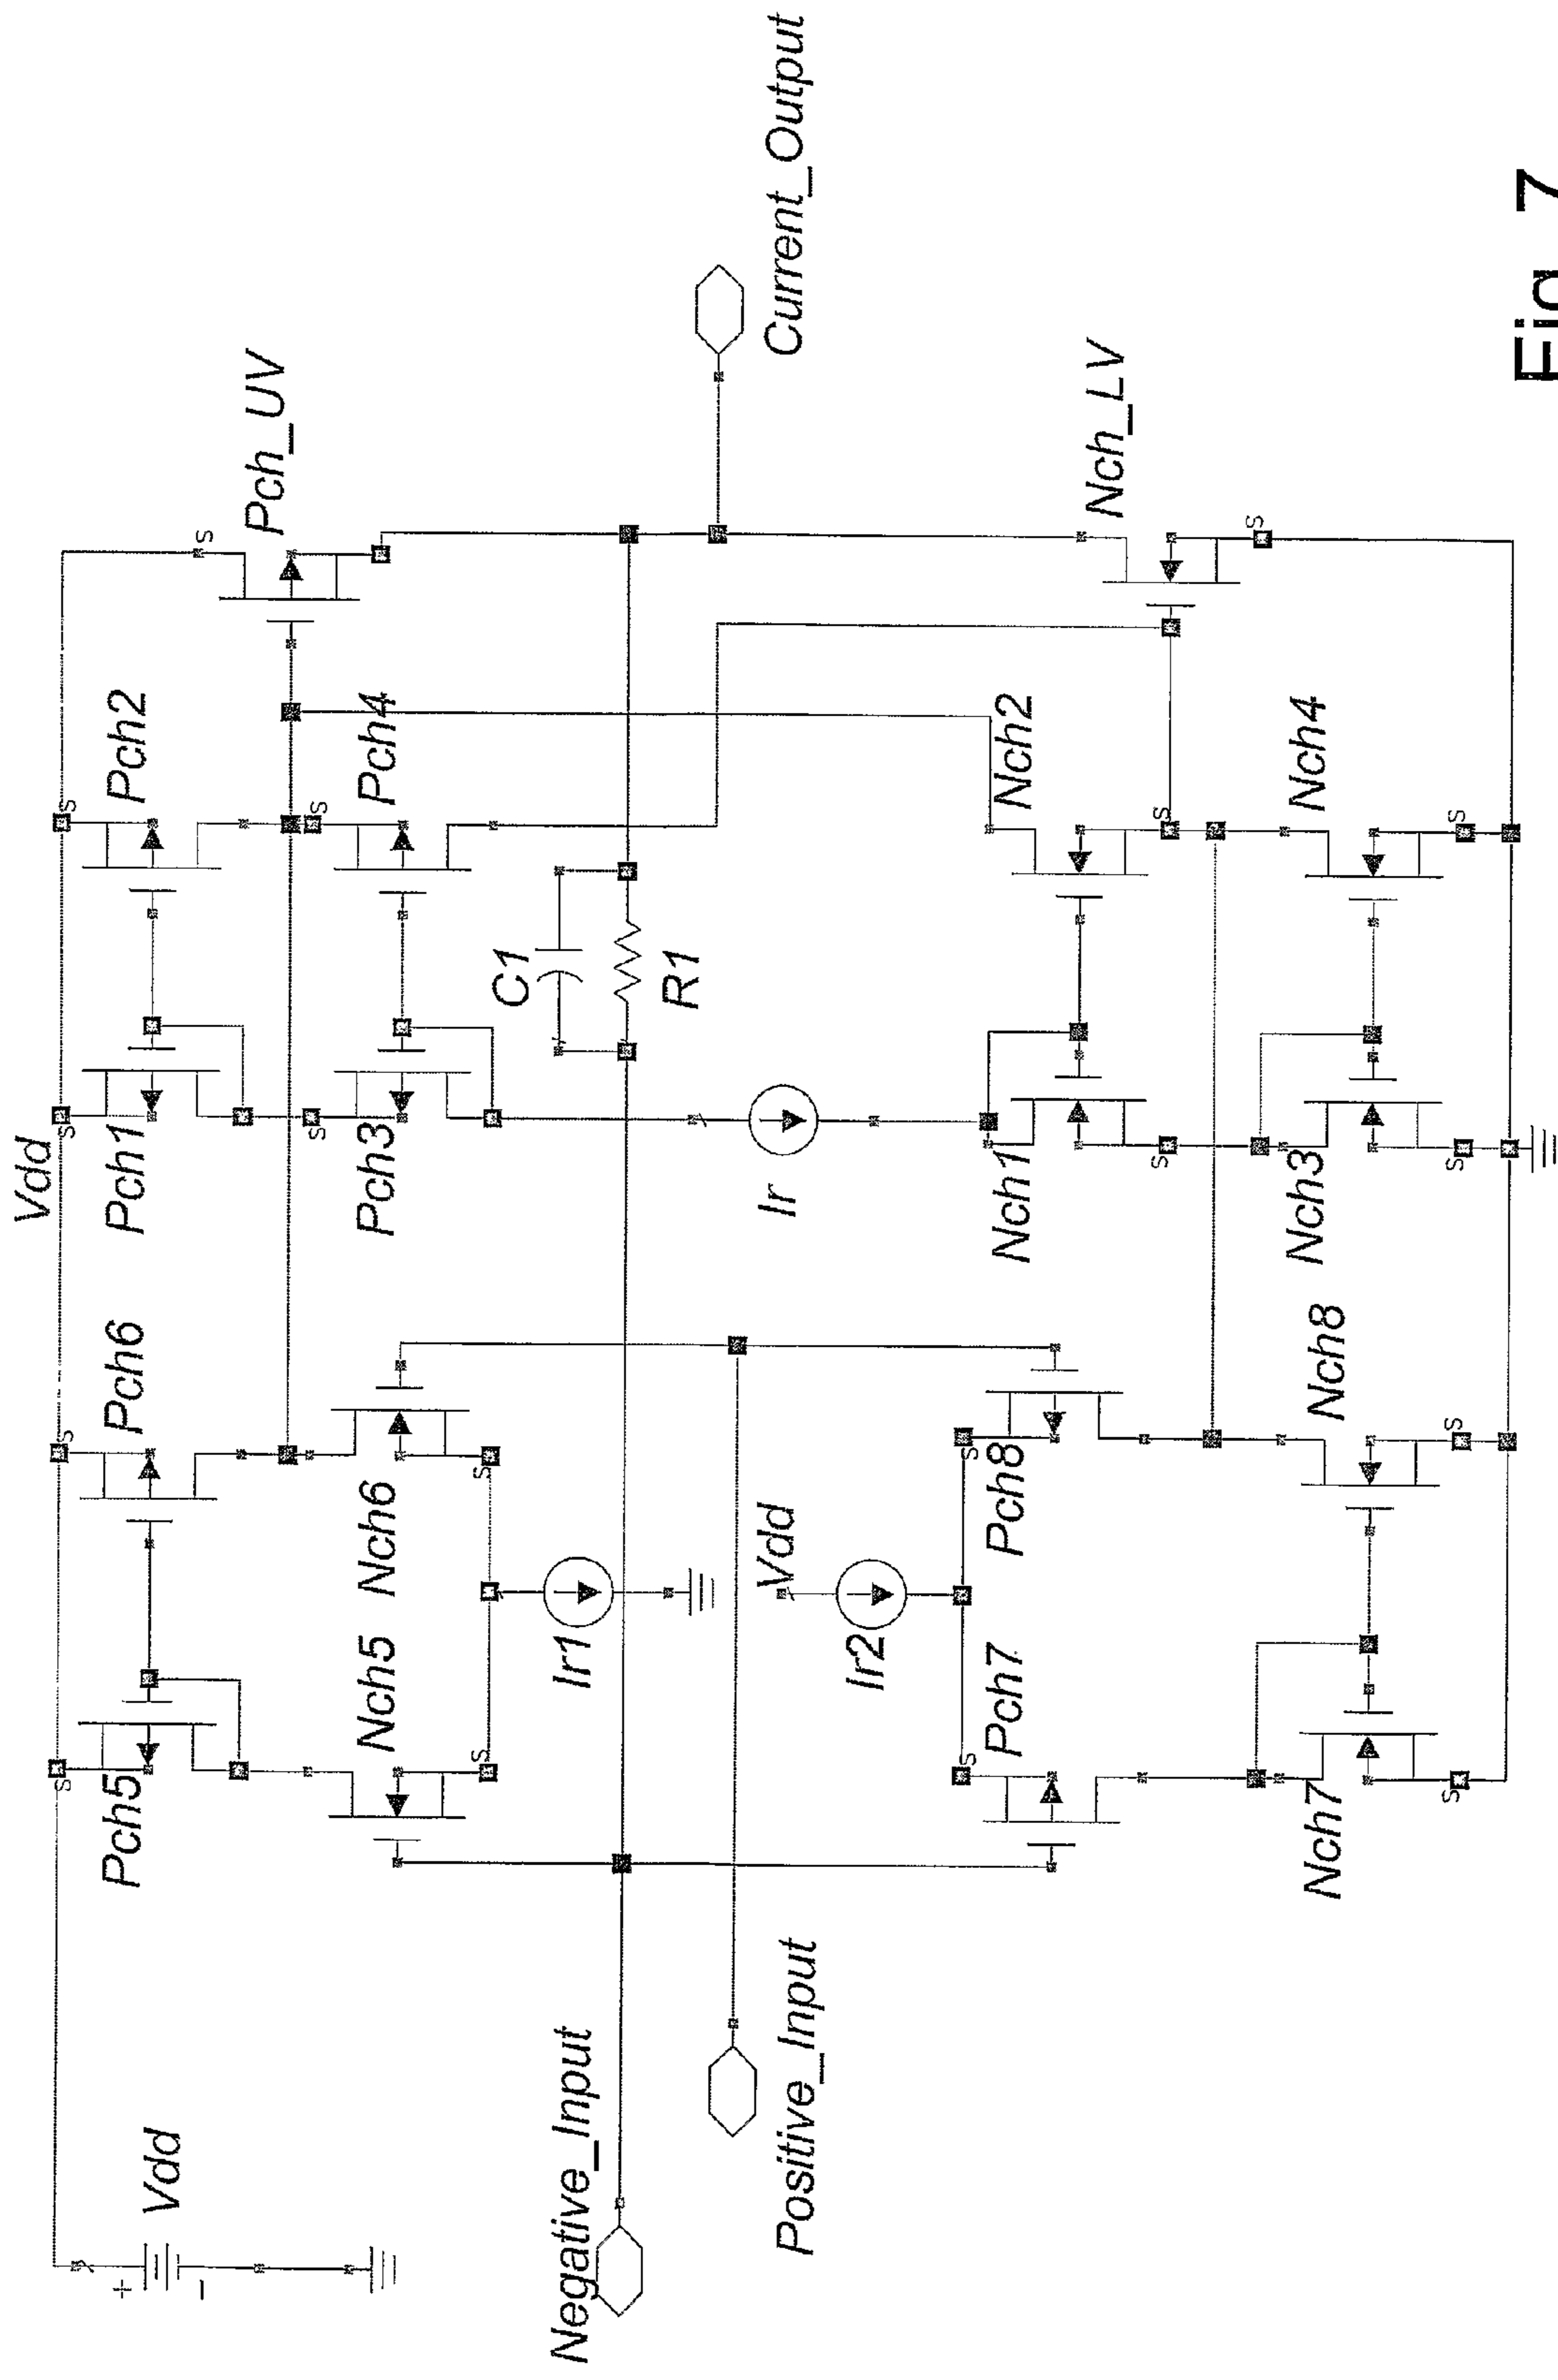 Vdd
+
-
Vdd
Pch5
Pch6
Pch1
Pch2
Pch_UV
s
s
s
s
s
Nch5
Nch6
Pch3
Pch4
s
s
s
s
Ir1
C1
R1
Negative_Input
Positive_Input
Current_Output
Vdd
Ir2
Ir
Pch7
Pch8
Nch1
Nch2
Nch_LV
s
s
s
s
s
Nch7
Nch8
Nch3
Nch4
s
s
s
s
Fig. 7